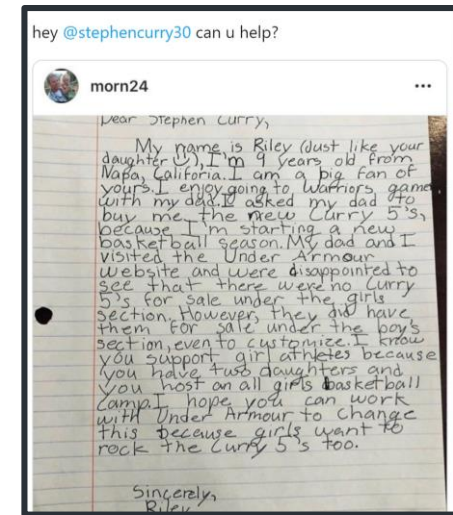 hey @stephencurry30 can u help?
morn24
Dear Stephen Curry,
My name is Riley (Just like your
daughter), I'm 9 years old from
Napa, Califoria. I am a big fan of
yours. I enjoy going to Warriors game
with my dad. I asked my dad to
buy me the new Curry 5's,
because I'm starting a new
basketball season. My dad and I
visited the Under Armour
website and were disappointed to
see that there were no Curry
5's for sale under the girls
section. However, they did have
them for sale under the boy's
section, even to customize. I know
you support girl athletes because
you have two daughters and
you host an all girls basketball
camp. I hope you can work
with Under Armour to change
this because girls want to
rock the Curry 5's too.
Sincerely,
Riley